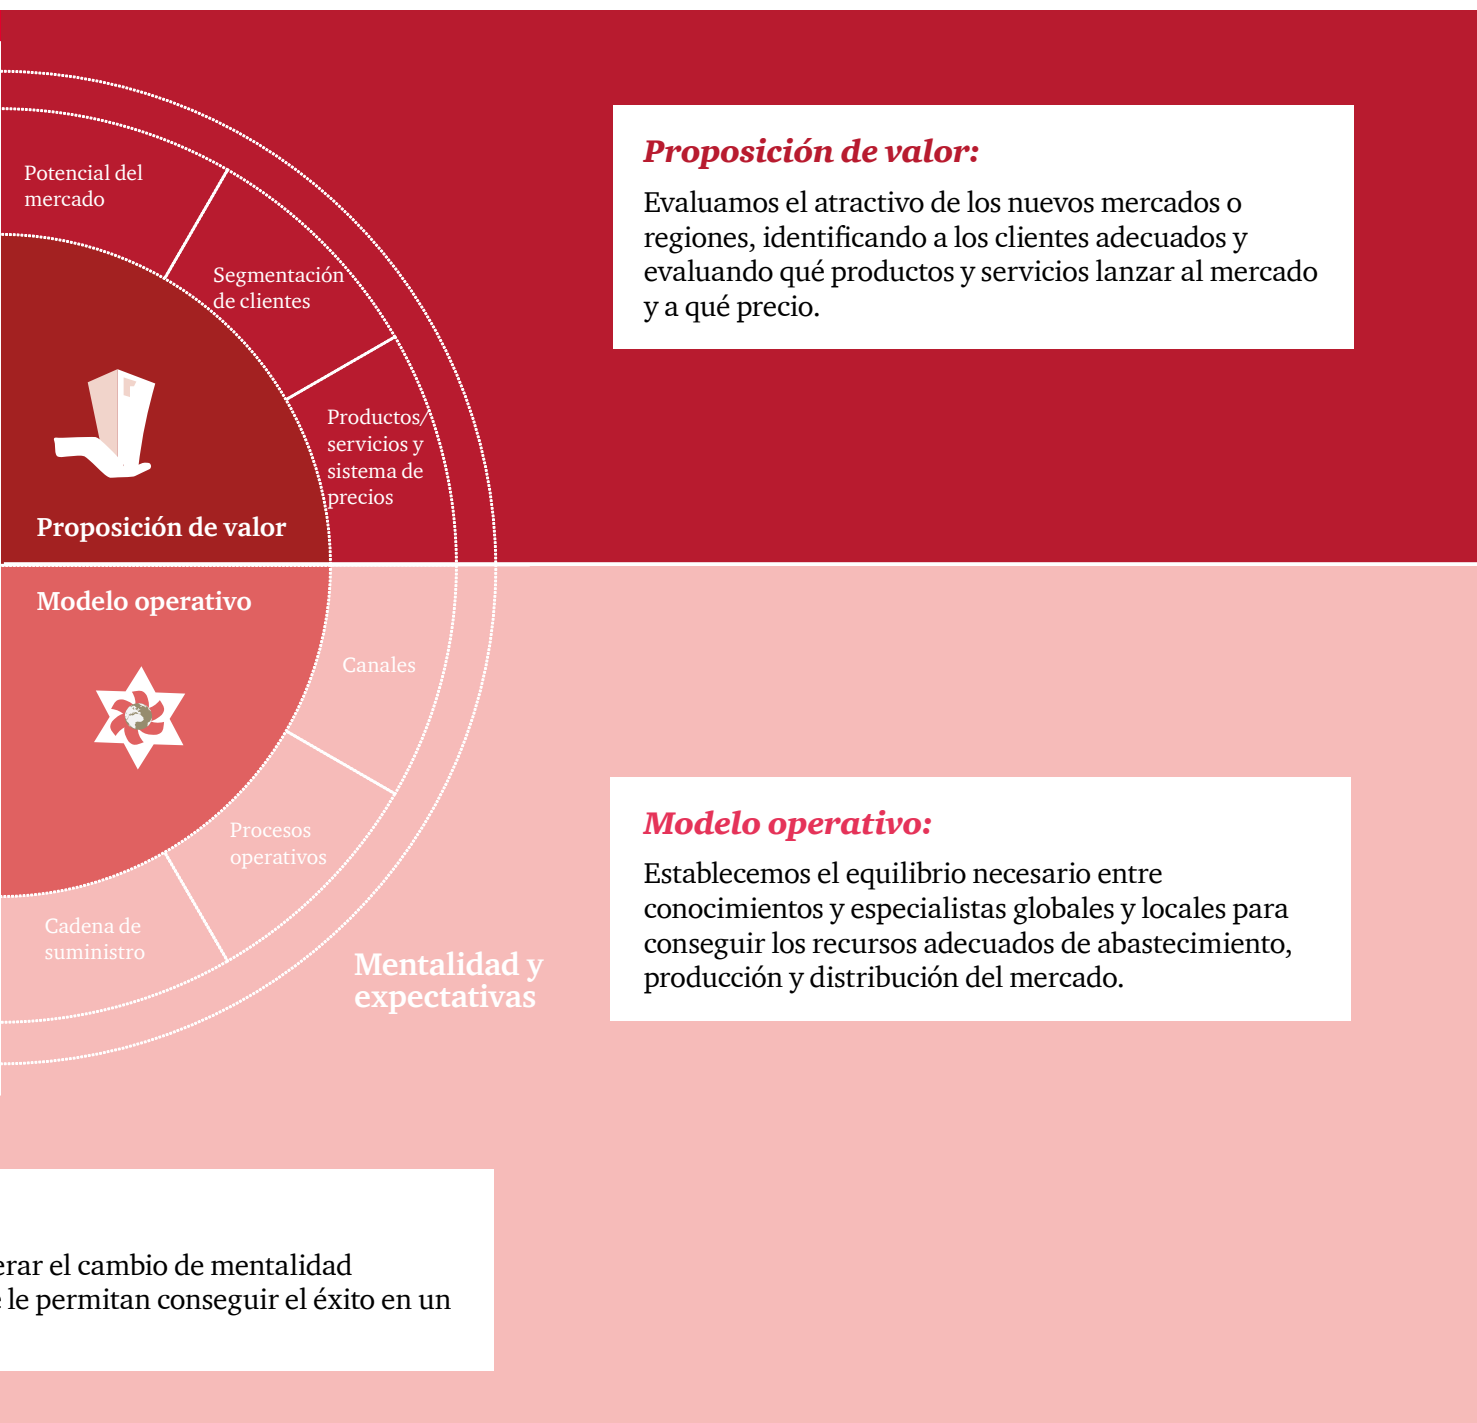 Potencial del
mercado
Segmentación
de clientes
Productos/
servicios y
sistema de
precios
Proposición de valor
Proposición de valor:
Evaluamos el atractivo de los nuevos mercados o
regiones, identificando a los clientes adecuados y
evaluando qué productos y servicios lanzar al mercado
y a qué precio.
Modelo operativo
Canales
Procesos
operativos
Cadena de
suministro
Mentalidad y
expectativas
Modelo operativo:
Establecemos el equilibrio necesario entre
conocimientos y especialistas globales y locales para
conseguir los recursos adecuados de abastecimiento,
producción y distribución del mercado.
el cambio de mentalidad
le permitan conseguir el éxito en un